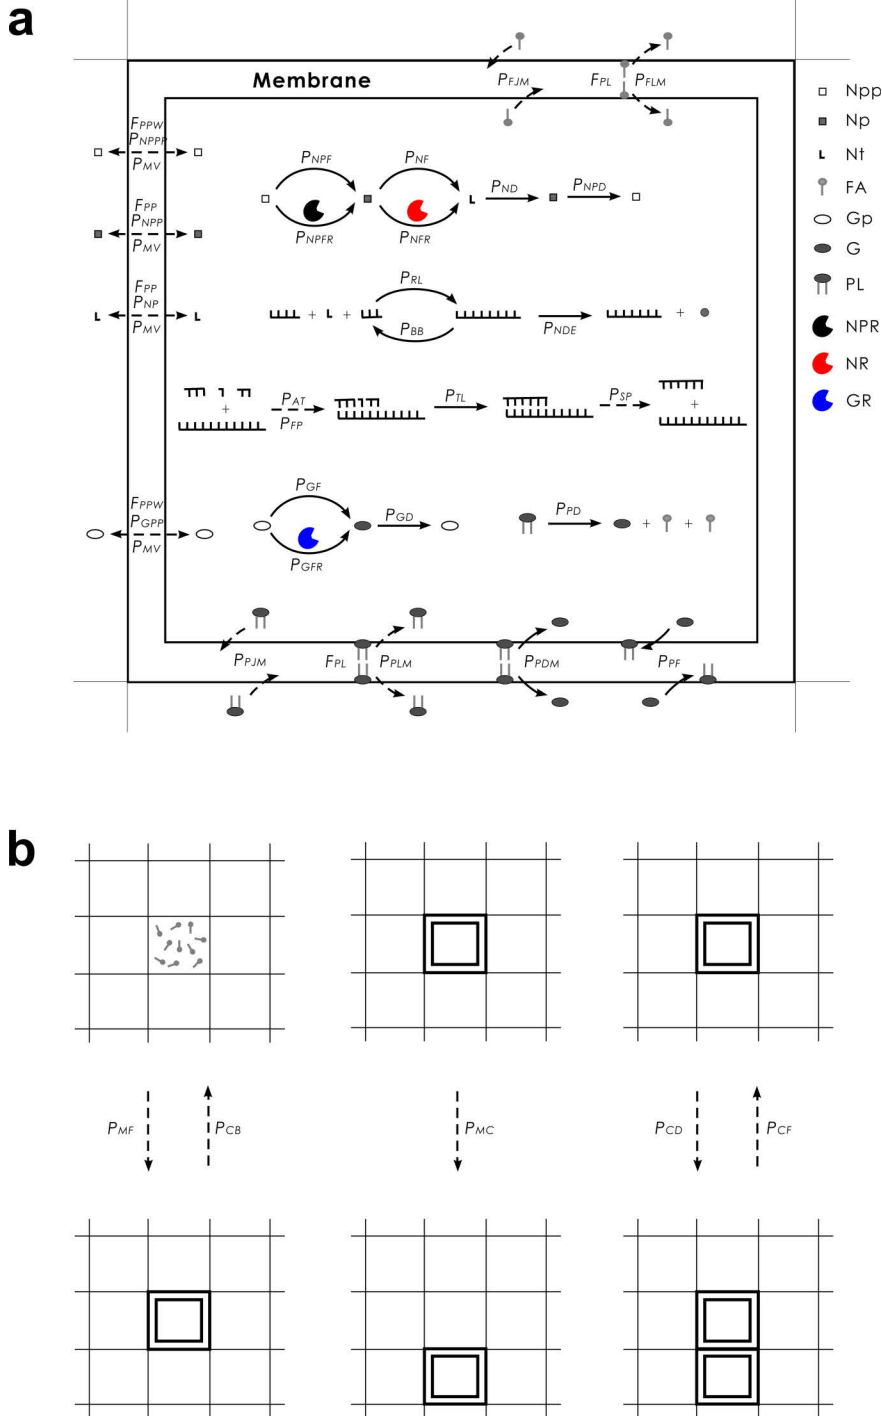 a
Membrane
P_FJM F_PL P_FLM
F_PPW
P_NPPP
P_MV
F_PP
P_NPP
P_MV
F_PP
P_NP
P_MV
P_NPF P_NF
P_ND P_NPD
P_NPFR P_NFR
P_RL
+ + +
P_BB P_NDE
P_AT P_TL P_SP
+ +
P_FP
F_PPW
P_GPP
P_MV
P_GF
P_GD P_PD
+ +
P_GFR
P_PJM F_PL P_PLM P_PDM P_PF
Npp
Np
Nt
FA
Gp
G
PL
NPR
NR
GR
b
P_MF P_CB P_MC P_CD P_CF